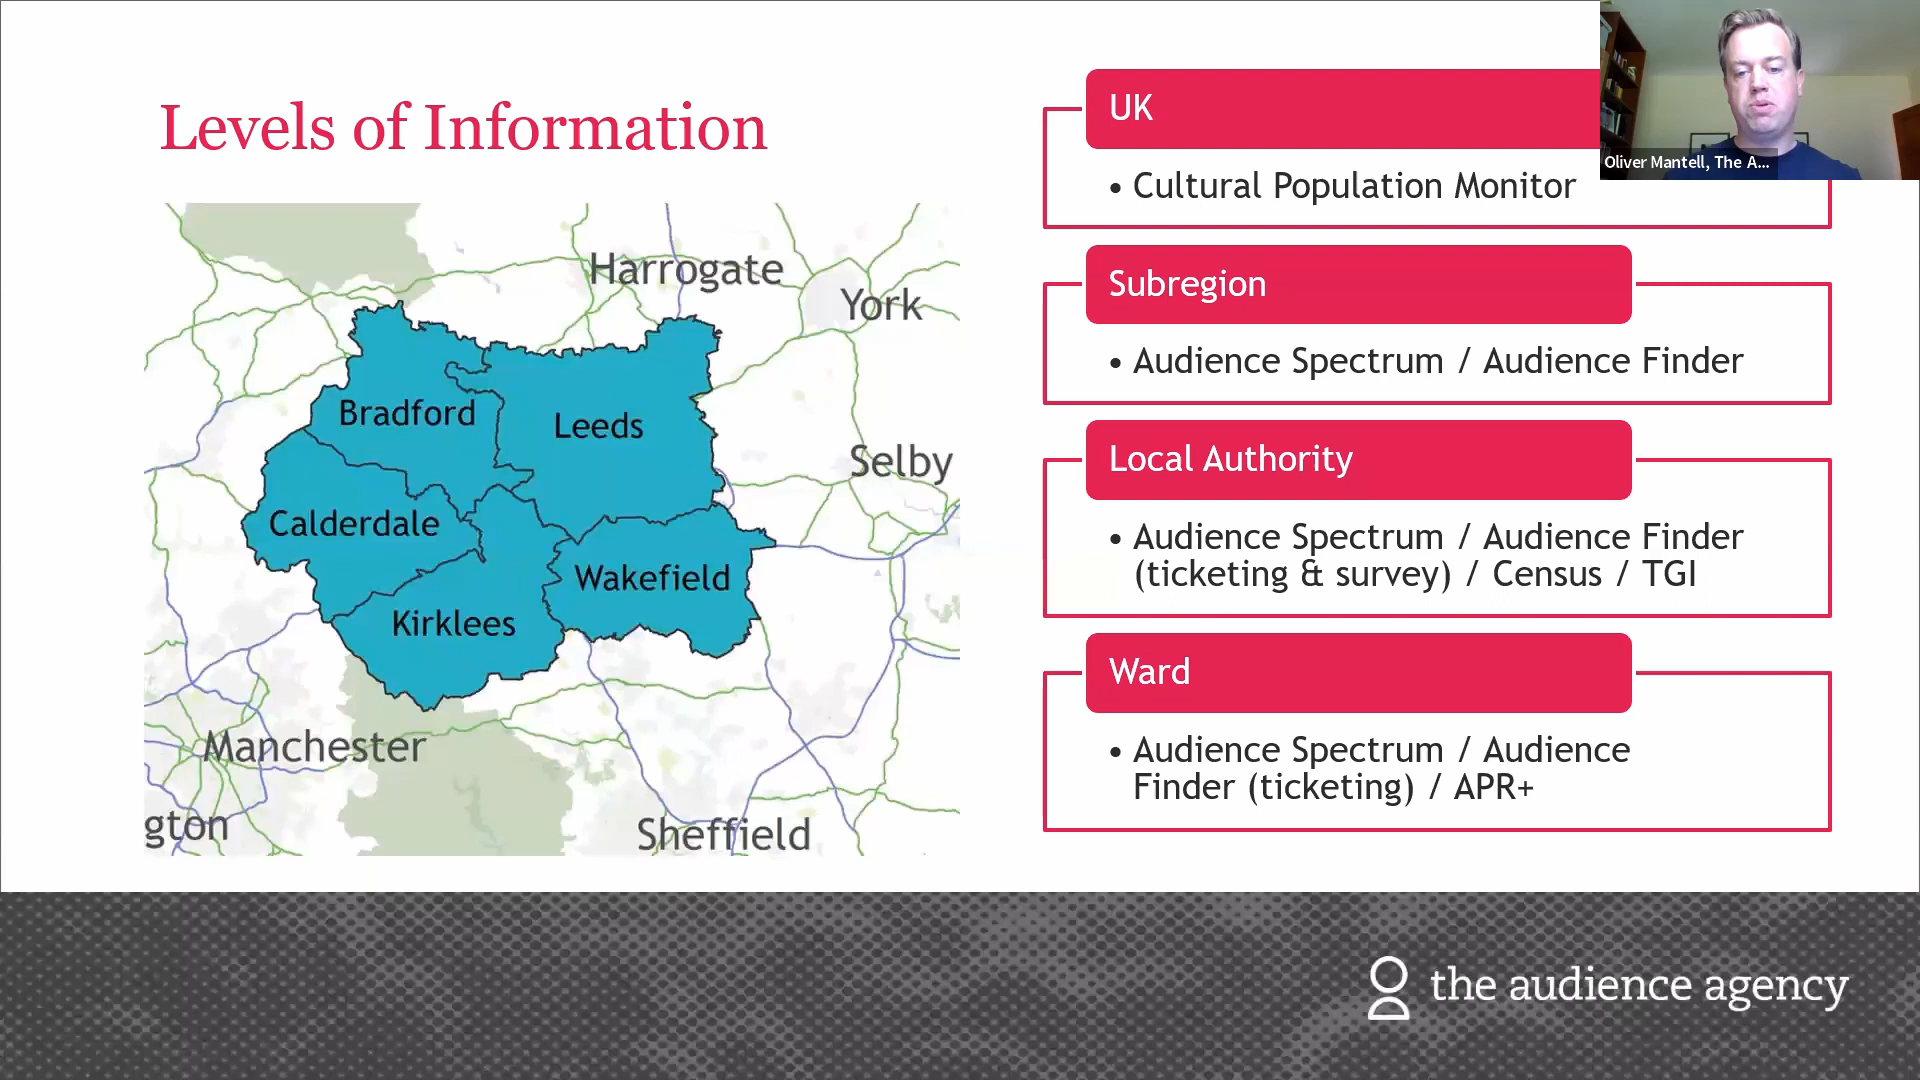 Levels of Information
Harrogate
York
Bradford
Leeds
Selby
Calderdale
Wakefield
Kirklees
Manchester
gton
Sheffield
UK
• Cultural Population Monitor
Subregion
• Audience Spectrum / Audience Finder
Local Authority
• Audience Spectrum / Audience Finder
(ticketing & survey) / Census / TGI
Ward
• Audience Spectrum / Audience
Finder (ticketing) / APR+
Oliver Mantell, The A...
the audience agency